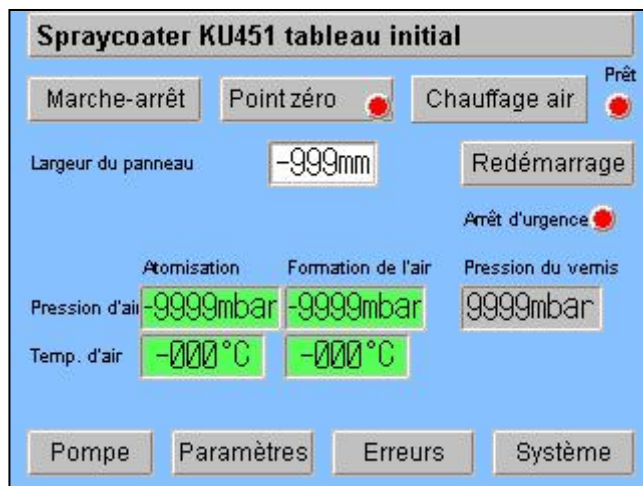 Spraycoater KU451 tableau initial
Prêt
Marche-arrêt Point zéro Chauffage air
Largeur du panneau -999mm Redémarrage
Arrêt d'urgence
Atomisation Formation de l'air Pression du vernis
Pression d'air -9999mbar -9999mbar 9999mbar
Temp. d'air -000°C -000°C
Pompe Paramètres Erreurs Système